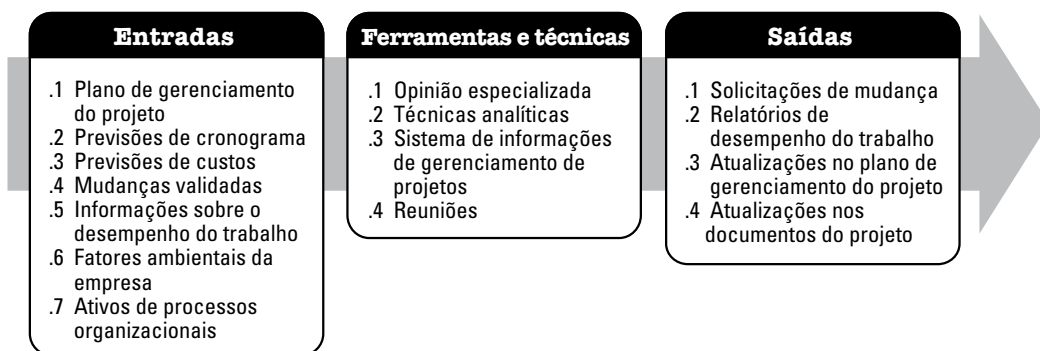 Entradas
.1 Plano de gerenciamento
do projeto
.2 Previsões de cronograma
.3 Previsões de custos
.4 Mudanças validadas
.5 Informações sobre o
desempenho do trabalho
.6 Fatores ambientais da
empresa
.7 Ativos de processos
organizacionais
Ferramentas e técnicas
.1 Opinião especializada
.2 Técnicas analíticas
.3 Sistema de informações
de gerenciamento de
projetos
.4 Reuniões
Saídas
.1 Solicitações de mudança
.2 Relatórios de
desempenho do trabalho
.3 Atualizações no plano de
gerenciamento do projeto
.4 Atualizações nos
documentos do projeto